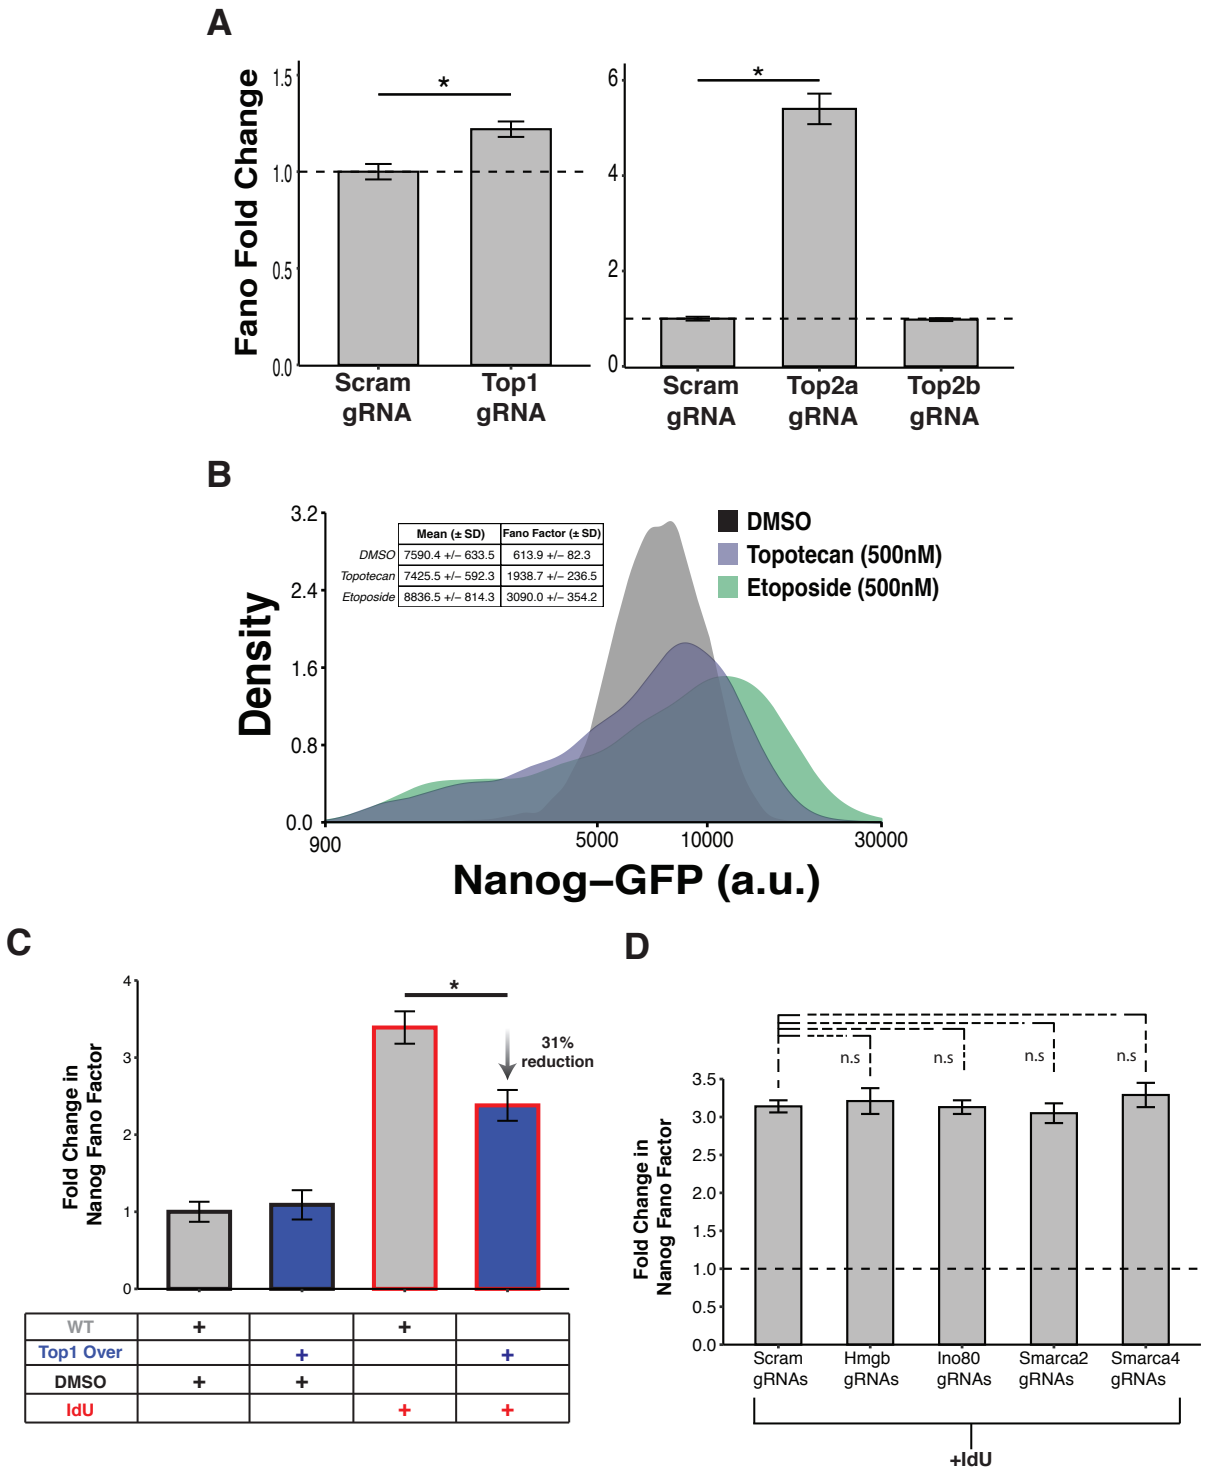 A
Fano Fold Change
1.5
1.0
0.5
0.0
*
Scram
gRNA
Top1
gRNA
6
4
2
0
*
Scram
gRNA
Top2a
gRNA
Top2b
gRNA
B
Density
3.2
2.4
1.6
0.8
0.0
Mean (± SD) Fano Factor (± SD)
DMSO 7590.4 +/− 633.5 613.9 +/− 82.3
Topotecan 7425.5 +/− 592.3 1938.7 +/− 236.5
Etoposide 8836.5 +/− 814.3 3090.0 +/− 354.2
DMSO
Topotecan (500nM)
Etoposide (500nM)
900 5000 10000 30000
Nanog−GFP (a.u.)
C
Fold Change in
Nanog Fano Factor
4
3
2
1
0
*
31%
reduction
WT + +
Top1 Over + +
DMSO + +
IdU + +
D
Fold Change in
Nanog Fano Factor
3.5
3.0
2.5
2.0
1.5
1.0
0.5
0.0
n.s n.s n.s n.s
Scram
gRNAs
Hmgb
gRNAs
Ino80
gRNAs
Smarca2
gRNAs
Smarca4
gRNAs
+IdU